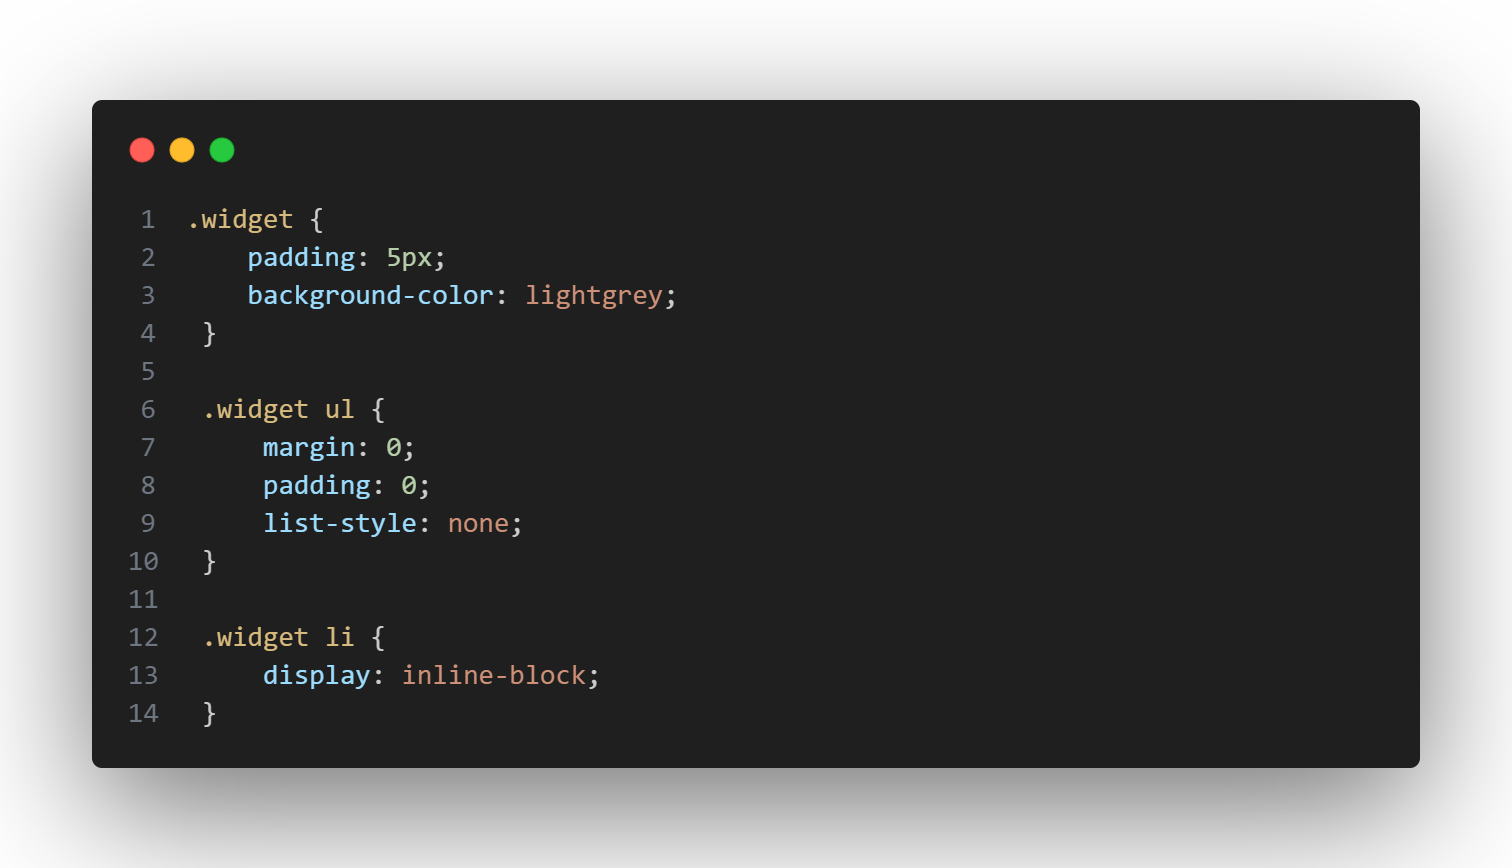 1 .widget {
2     padding: 5px;
3     background-color: lightgrey;
4  }
5
6  .widget ul {
7      margin: 0;
8      padding: 0;
9      list-style: none;
10  }
11
12  .widget li {
13      display: inline-block;
14  }